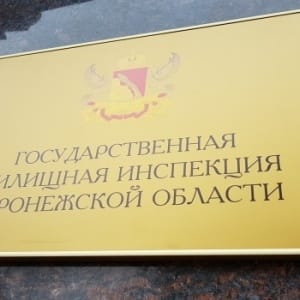 ГОСУДАРСТВЕННАЯ
ИЛИЩНАЯ ИНСПЕКЦИЯ
РОНЕЖСКОЙ ОБЛАСТИ